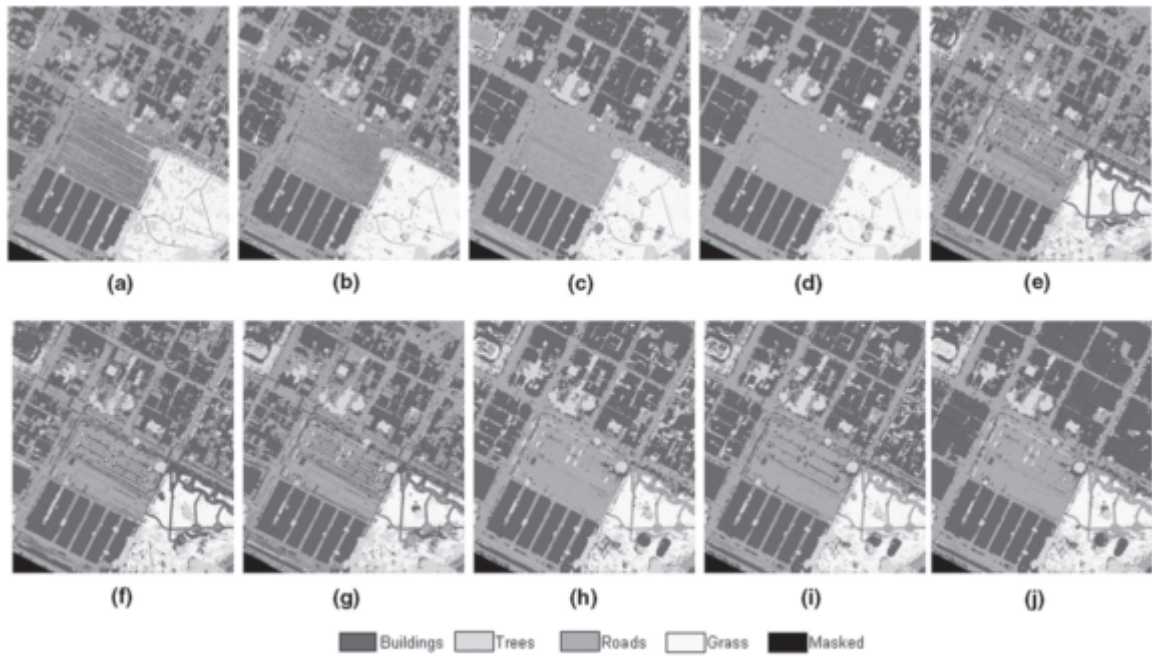 (a) (b) (c) (d) (e)
(f) (g) (h) (i) (j)
Buildings Trees Roads Grass Masked